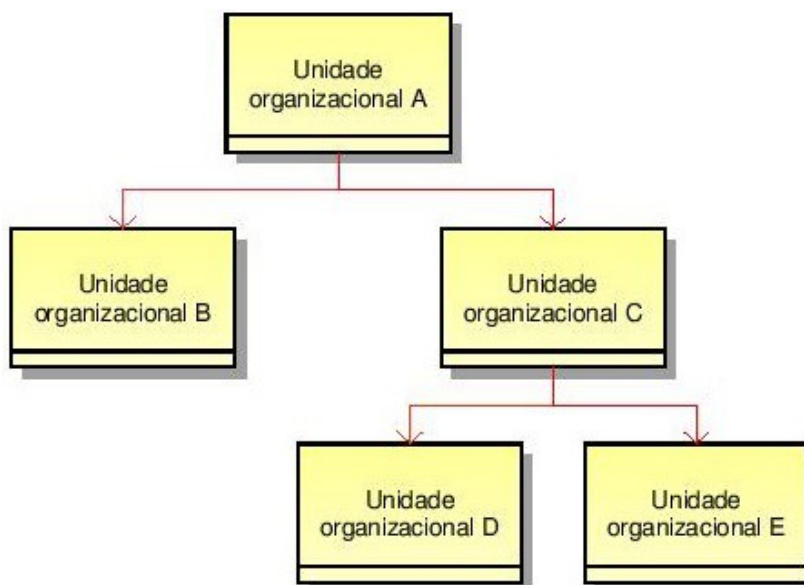 Unidade
organizacional A
Unidade
organizacional B
Unidade
organizacional C
Unidade
organizacional D
Unidade
organizacional E